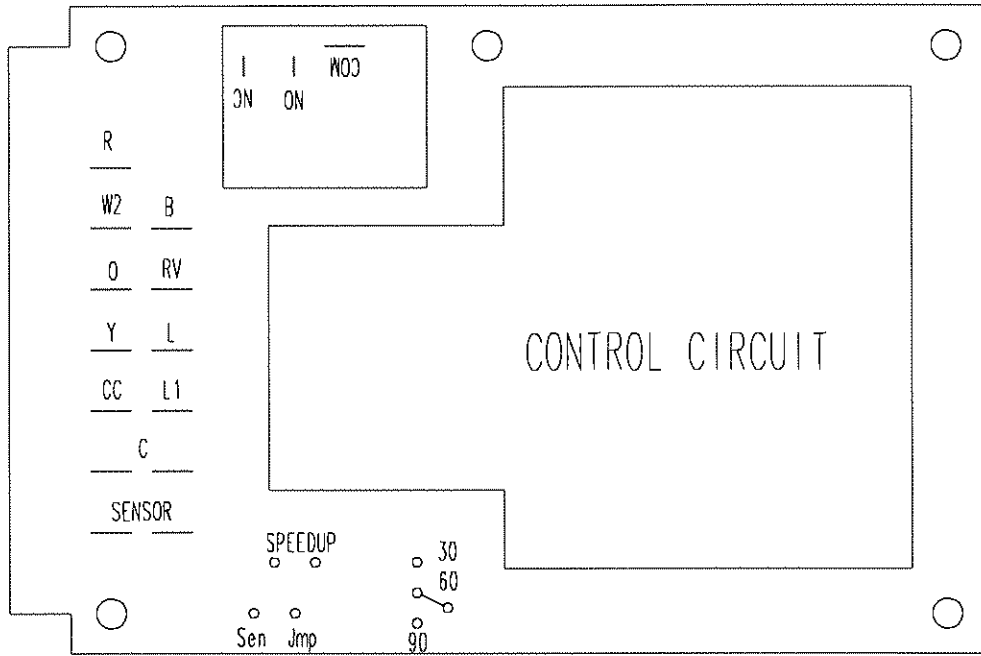 COM
NC NO
R
W2 B
O RV
Y L
CC L1
C
SENSOR
CONTROL CIRCUIT
SPEEDUP
30
60
90
Sen Jmp